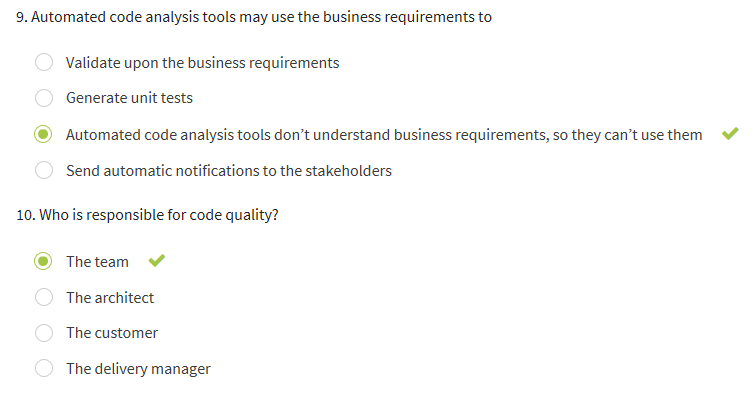 9. Automated code analysis tools may use the business requirements to
Validate upon the business requirements
Generate unit tests
Automated code analysis tools don’t understand business requirements, so they can’t use them
Send automatic notifications to the stakeholders
10. Who is responsible for code quality?
The team
The architect
The customer
The delivery manager